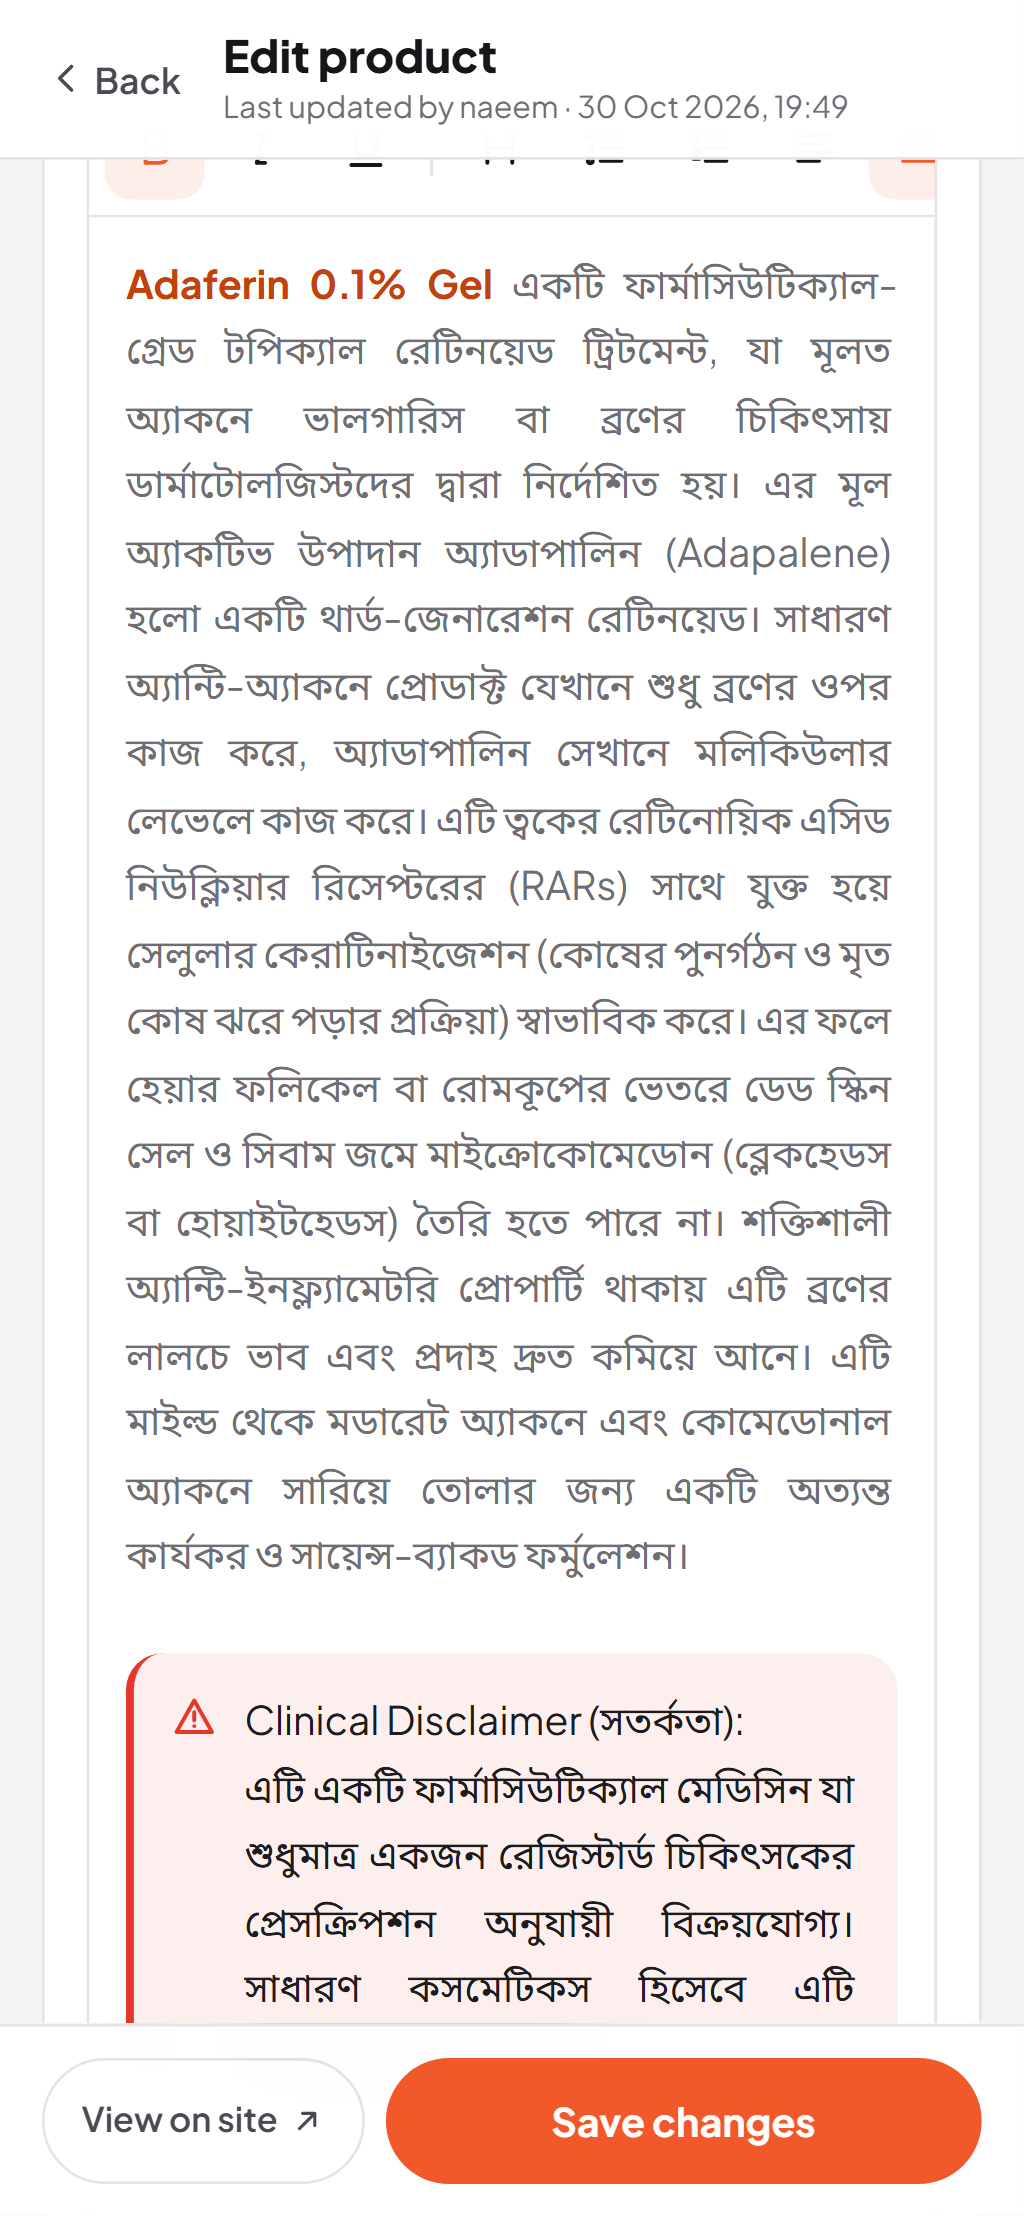 Back
Edit product
Last updated by naeem · 30 Oct 2026, 19:49
Adaferin 0.1% Gel একটি ফার্মাসিউটিক্যাল-
গ্রেড টপিক্যাল রেটিনয়েড ট্রিটমেন্ট, যা মূলত
অ্যাকনে ভালগারিস বা ব্রণের চিকিৎসায়
ডার্মাটোলজিস্টদের দ্বারা নির্দেশিত হয়। এর মূল
অ্যাকটিভ উপাদান অ্যাডাপালিন (Adapalene)
হলো একটি থার্ড-জেনারেশন রেটিনয়েড। সাধারণ
অ্যান্টি-অ্যাকনে প্রোডাক্ট যেখানে শুধু ব্রণের ওপর
কাজ করে, অ্যাডাপালিন সেখানে মলিকিউলার
লেভেলে কাজ করে। এটি ত্বকের রেটিনোয়িক এসিড
নিউক্লিয়ার রিসেপ্টরের (RARs) সাথে যুক্ত হয়ে
সেলুলার কেরাটিনাইজেশন (কোষের পুনর্গঠন ও মৃত
কোষ ঝরে পড়ার প্রক্রিয়া) স্বাভাবিক করে। এর ফলে
হেয়ার ফলিকেল বা রোমকূপের ভেতরে ডেড স্কিন
সেল ও সিবাম জমে মাইক্রোকোমেডোন (ব্লেকহেডস
বা হোয়াইটহেডস) তৈরি হতে পারে না। শক্তিশালী
অ্যান্টি-ইনফ্ল্যামেটরি প্রোপার্টি থাকায় এটি ব্রণের
লালচে ভাব এবং প্রদাহ দ্রুত কমিয়ে আনে। এটি
মাইল্ড থেকে মডারেট অ্যাকনে এবং কোমেডোনাল
অ্যাকনে সারিয়ে তোলার জন্য একটি অত্যন্ত
কার্যকর ও সায়েন্স-ব্যাকড ফর্মুলেশন।
Clinical Disclaimer (সতর্কতা):
এটি একটি ফার্মাসিউটিক্যাল মেডিসিন যা
শুধুমাত্র একজন রেজিস্টার্ড চিকিৎসকের
প্রেসক্রিপশন অনুযায়ী বিক্রয়যোগ্য।
সাধারণ কসমেটিকস হিসেবে এটি
View on site
Save changes